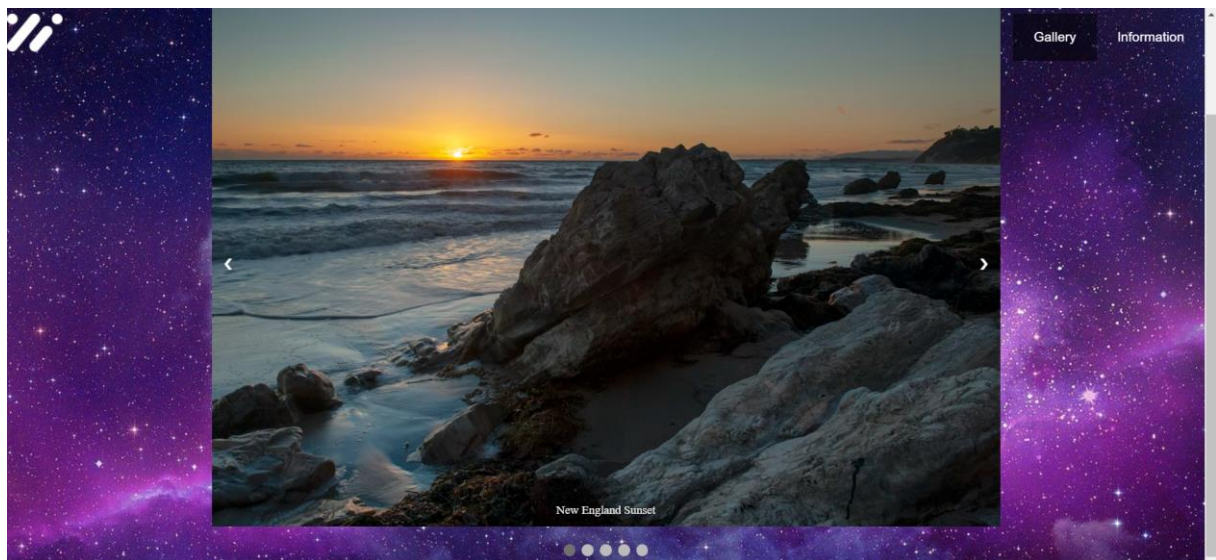 Gallery
Information
❮
❯
New England Sunset